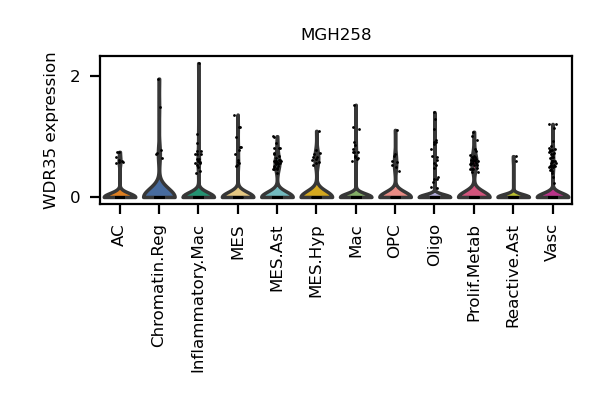 MGH258
WDR35 expression
2
0
AC
Chromatin.Reg
Inflammatory.Mac
MES
MES.Ast
MES.Hyp
Mac
OPC
Oligo
Prolif.Metab
Reactive.Ast
Vasc